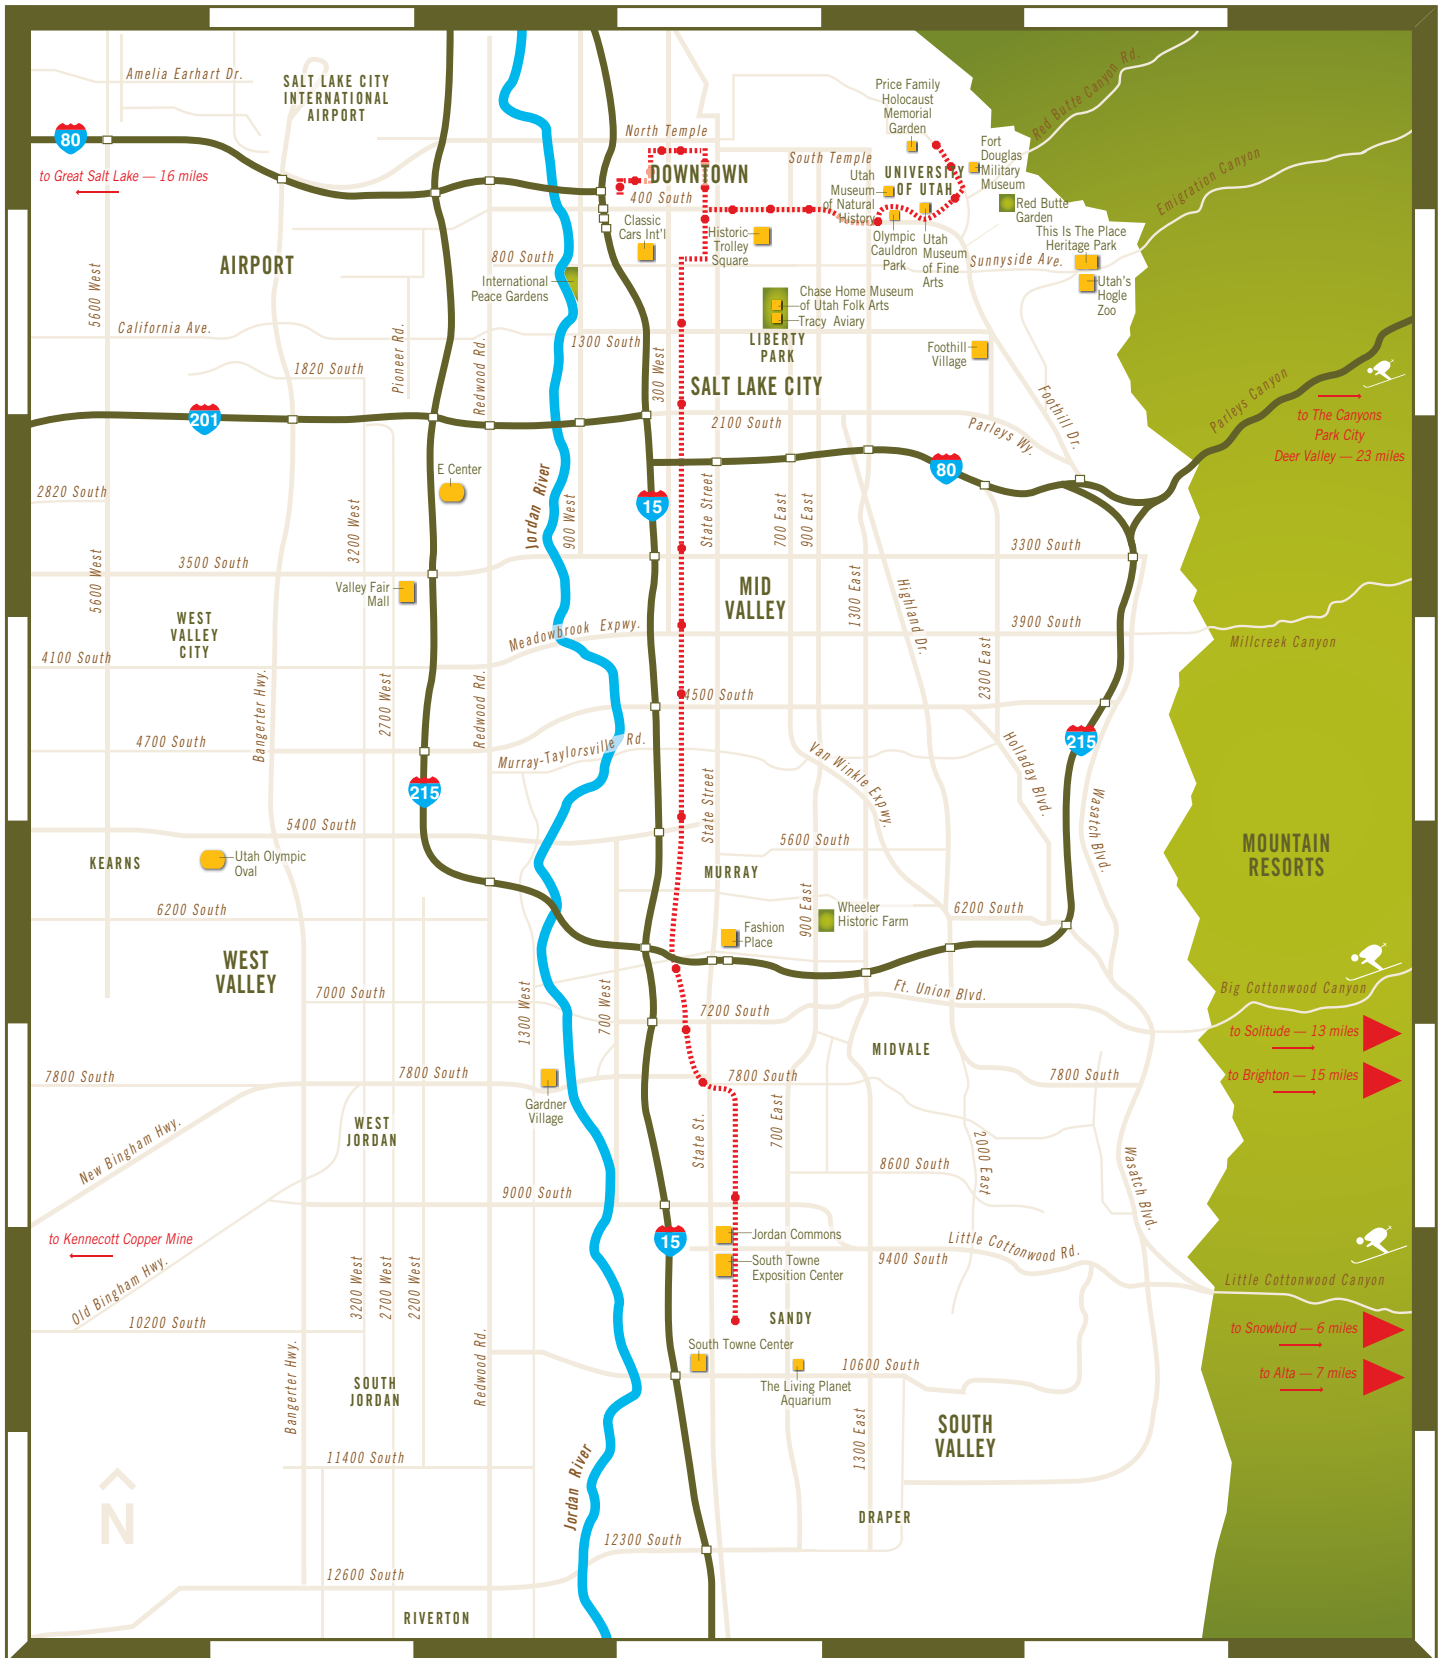 Amelia Earhart Dr.
SALT LAKE CITY
INTERNATIONAL
AIRPORT
80
to Great Salt Lake — 16 miles
North Temple
DOWNTOWN
400 South
South Temple
Price Family
Holocaust
Memorial
Garden
Fort
Douglas
Military
Museum
UNIVERSITY
OF UTAH
Utah
Museum
of Natural
History
Red Butte Canyon Rd.
Emigration Canyon
Red Butte
Garden
This Is The Place
Heritage Park
Classic
Cars Int'l
Historic
Trolley
Square
Olympic
Cauldron
Park
Utah
Museum
of Fine
Arts
Sunnyside Ave.
Utah's
Hogle
Zoo
AIRPORT
5600 West
800 South
International
Peace Gardens
Chase Home Museum
of Utah Folk Arts
Tracy Aviary
LIBERTY
PARK
California Ave.
Pioneer Rd.
Redwood Rd.
1300 South
300 West
Foothill
Village
1820 South
SALT LAKE CITY
Foothill Dr.
Parleys Canyon
to The Canyons
Park City
Deer Valley — 23 miles
201
2100 South
Parleys Wy.
80
E Center
2820 South
3200 West
Jordan River
900 West
15
State Street
700 East
900 East
3300 South
3500 South
5600 West
Valley Fair
Mall
MID
VALLEY
1300 East
Highland Dr.
WEST
VALLEY
CITY
Meadowbrook Expwy.
3900 South
Millcreek Canyon
4100 South
Bangerter Hwy.
2700 West
Redwood Rd.
4500 South
2300 East
4700 South
Murray-Taylorsville Rd.
Van Winkle Expwy.
Holladay Blvd.
215
215
Wasatch Blvd.
State Street
5400 South
5600 South
MOUNTAIN
RESORTS
KEARNS
Utah Olympic
Oval
MURRAY
6200 South
900 East
Wheeler
Historic Farm
6200 South
Fashion
Place
WEST
VALLEY
7000 South
1300 West
700 West
Ft. Union Blvd.
Big Cottonwood Canyon
7200 South
to Solitude — 13 miles
MIDVALE
7800 South
7800 South
7800 South
7800 South
to Brighton — 15 miles
Gardner
Village
New Bingham Hwy.
WEST
JORDAN
State St.
700 East
2000 East
8600 South
Wasatch Blvd.
9000 South
to Kennecott Copper Mine
15
Jordan Commons
South Towne
Exposition Center
9400 South
Little Cottonwood Rd.
Old Bingham Hwy.
3200 West
2700 West
2200 West
Little Cottonwood Canyon
10200 South
SANDY
to Snowbird — 6 miles
South Towne Center
10600 South
The Living Planet
Aquarium
to Alta — 7 miles
Bangerter Hwy.
SOUTH
JORDAN
Redwood Rd.
1300 East
SOUTH
VALLEY
11400 South
Jordan River
N
DRAPER
12300 South
12600 South
RIVERTON